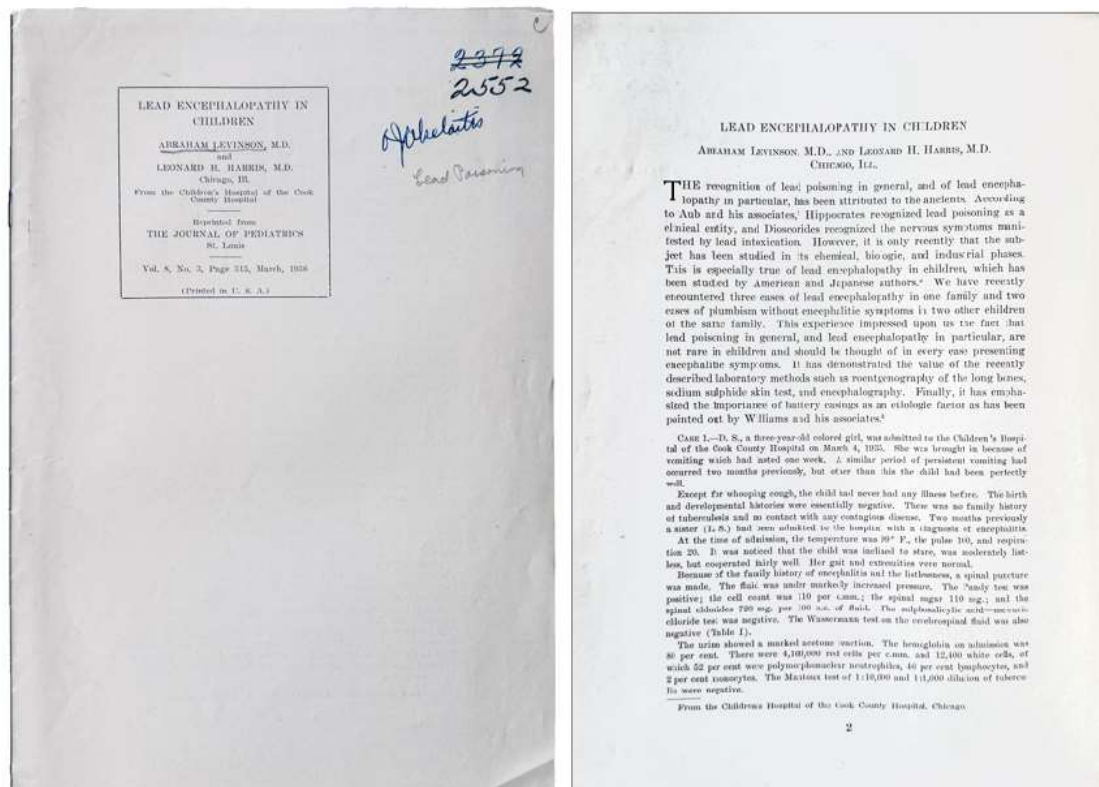 c
2372
2552
Lead Poisoning
LEAD ENCEPHALOPATHY IN
CHILDREN
ABRAHAM LEVINSON, M.D.
and
LEONARD H. HARRIS, M.D.
Chicago, Ill.
From the Children's Hospital of the Cook
County Hospital
Reprinted from
THE JOURNAL OF PEDIATRICS
St. Louis
Vol. 8, No. 3, Page 315, March, 1936
(Printed in U. S. A.)
LEAD ENCEPHALOPATHY IN CHILDREN
ABRAHAM LEVINSON, M.D., AND LEONARD H. HARRIS, M.D.
CHICAGO, ILL.
THE recognition of lead poisoning in general, and of lead encepha-
lopathy in particular, has been attributed to the ancients. According
to Aub and his associates, Hippocrates recognized lead poisoning as a
clinical entity, and Dioscorides recognized the nervous symptoms mani-
fested by lead intoxication. However, it is only recently that the sub-
ject has been studied in its chemical, biologic, and industrial phases.
This is especially true of lead encephalopathy in children, which has
been studied by American and Japanese authors. We have recently
encountered three cases of lead encephalopathy in one family and two
cases of plumbism without encephalitic symptoms in two other children
of the same family. This experience impressed upon us the fact that
lead poisoning in general, and lead encephalopathy in particular, are
not rare in children and should be thought of in every case presenting
encephalitic symptoms. It has demonstrated the value of the recently
described laboratory methods such as roentgenography of the long bones,
sodium sulphide skin test, and encephalography. Finally, it has empha-
sized the importance of battery casings as an etiologic factor as has been
pointed out by Williams and his associates.
CASE 1.—D. S., a three-year-old colored girl, was admitted to the Children's Hospi-
tal of the Cook County Hospital on March 4, 1935. She was brought in because of
vomiting which had lasted one week. A similar period of persistent vomiting had
occurred two months previously, but other than this the child had been perfectly
well.
Except for whooping cough, the child had never had any illness before. The birth
and developmental histories were essentially negative. There was no family history
of tuberculosis and no contact with any contagious disease. Two months previously
a sister (L. S.) had been admitted to the hospital with a diagnosis of encephalitis.
At the time of admission, the temperature was 99° F., the pulse 100, and respira-
tion 20. It was noticed that the child was inclined to stare, was moderately list-
less, but cooperated fairly well. Her gait and extremities were normal.
Because of the family history of encephalitis and the listlessness, a spinal puncture
was made. The fluid was under markedly increased pressure. The Pandy test was
positive; the cell count was 110 per c.mm.; the spinal sugar 110 mg.; and the
spinal chlorides 720 mg. per 100 c.c. of fluid. The sulphosalicylic acid—mercuric
chloride test was negative. The Wassermann test on the cerebrospinal fluid was also
negative (Table I).
The urine showed a marked acetone reaction. The hemoglobin on admission was
80 per cent. There were 4,100,000 red cells per c.mm. and 12,400 white cells, of
which 52 per cent were polymorphonuclear neutrophiles, 46 per cent lymphocytes, and
2 per cent monocytes. The Mantoux test of 1:10,000 and 1:1,000 dilution of tubercu-
lin were negative.
From the Children's Hospital of the Cook County Hospital, Chicago.
2